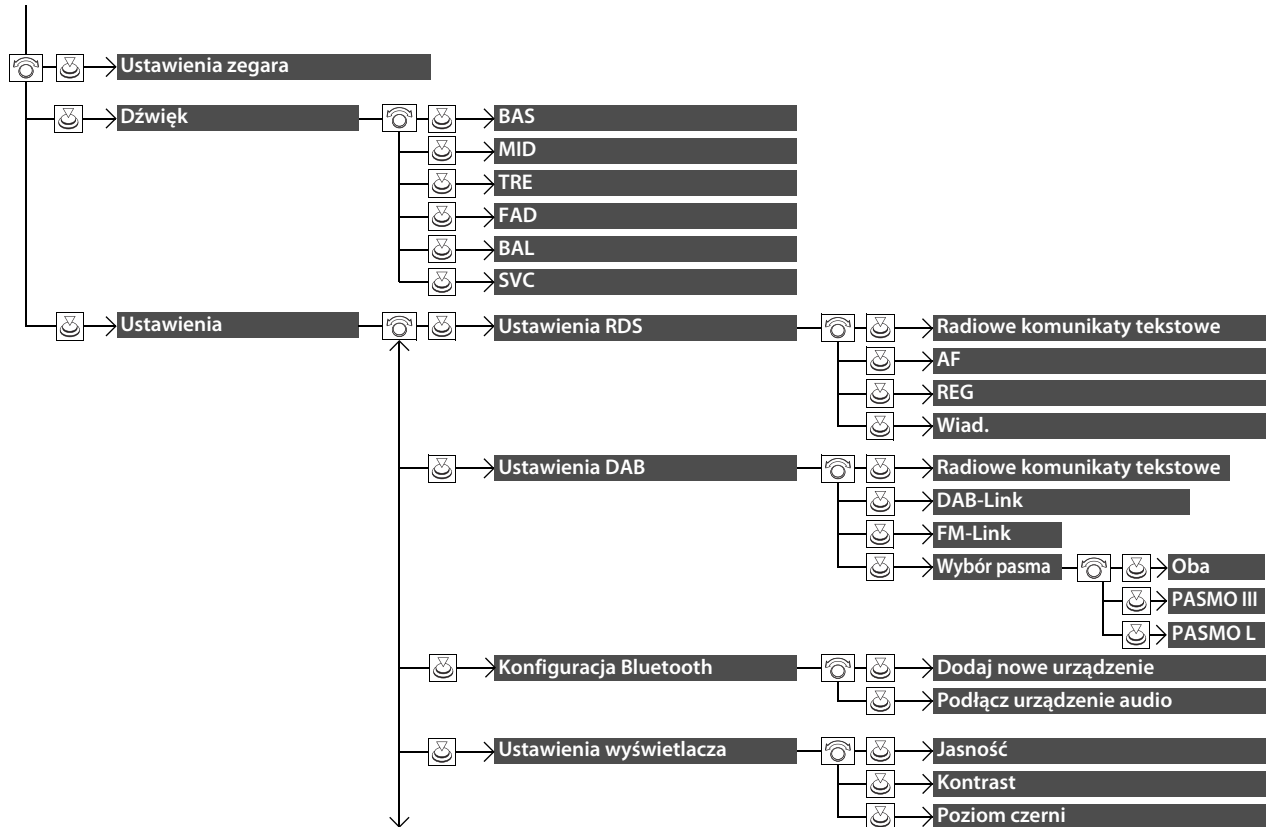 Ustawienia zegara
Dźwięk
BAS
MID
TRE
FAD
BAL
SVC
Ustawienia
Ustawienia RDS
Radiowe komunikaty tekstowe
AF
REG
Wiad.
Ustawienia DAB
Radiowe komunikaty tekstowe
DAB-Link
FM-Link
Wybór pasma
Oba
PASMO III
PASMO L
Konfiguracja Bluetooth
Dodaj nowe urządzenie
Podłącz urządzenie audio
Ustawienia wyświetlacza
Jasność
Kontrast
Poziom czerni